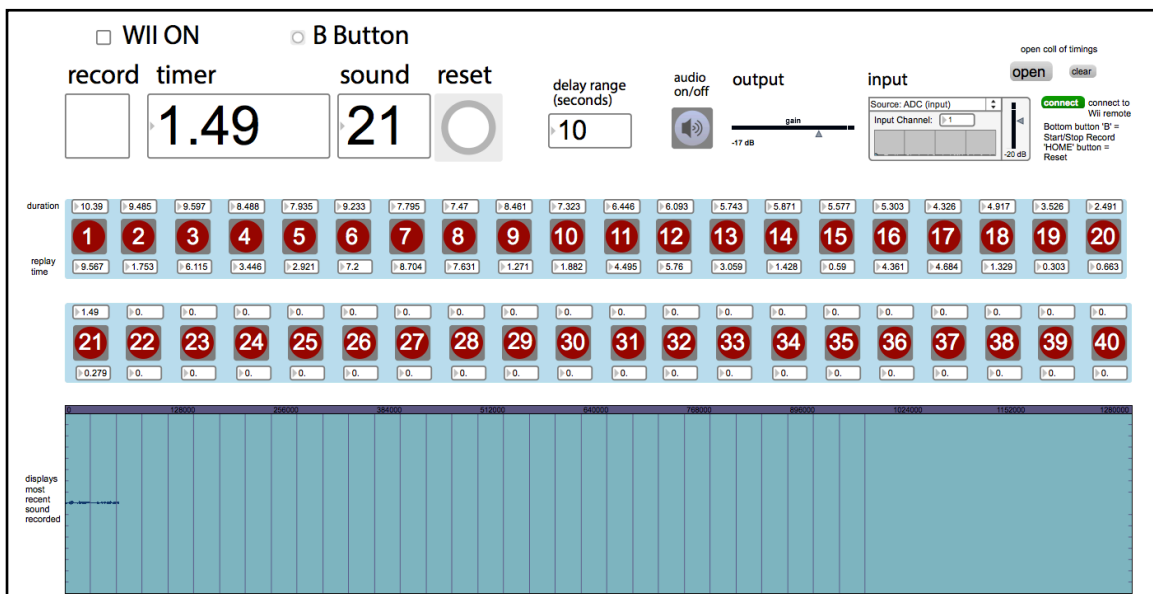 WII ON
B Button
record timer sound reset
1.49
21
delay range
(seconds)
10
audio
on/off
output
gain
-17 dB
input
Source: ADC (input)
Input Channel: 1
-20 dB
open coll of timings
open clear
connect connect to
Wii remote
Bottom button 'B' =
Start/Stop Record
'HOME' button =
Reset
duration 10.39 9.485 9.597 8.488 7.935 9.233 7.795 7.47 8.461 7.323 6.446 6.093 5.743 5.871 5.577 5.303 4.326 4.917 3.526 2.491
1 2 3 4 5 6 7 8 9 10 11 12 13 14 15 16 17 18 19 20
replay
time
9.567 1.753 6.115 3.446 2.921 7.2 8.704 7.631 1.271 1.882 4.495 5.76 3.059 1.428 0.59 4.361 4.684 1.329 0.303 0.663
1.49 0. 0. 0. 0. 0. 0. 0. 0. 0. 0. 0. 0. 0. 0. 0. 0. 0. 0. 0.
21 22 23 24 25 26 27 28 29 30 31 32 33 34 35 36 37 38 39 40
0.279 0. 0. 0. 0. 0. 0. 0. 0. 0. 0. 0. 0. 0. 0. 0. 0. 0. 0. 0.
0 128000 256000 384000 512000 640000 768000 896000 1024000 1152000 1280000
displays
most
recent
sound
recorded